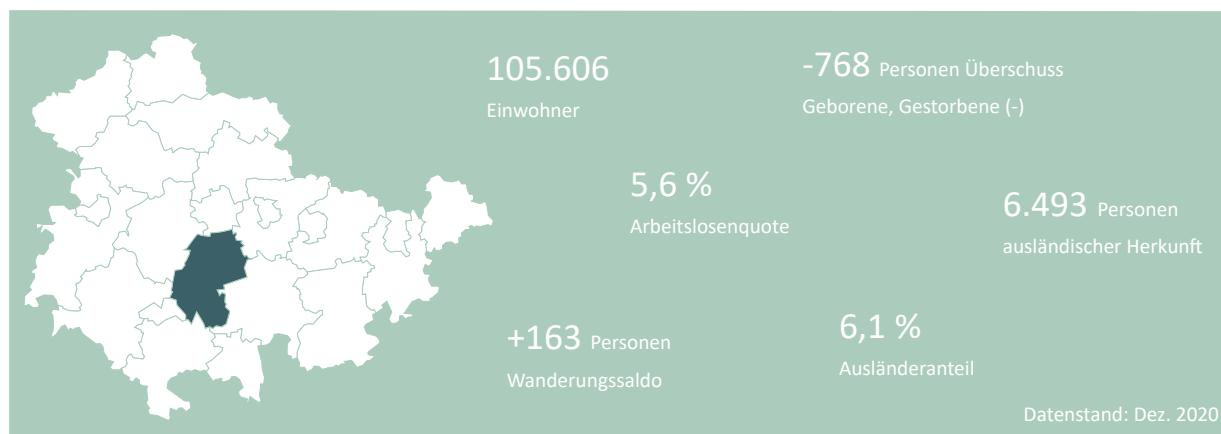 105.606
Einwohner
-768 Personen Überschuss
Geborene, Gestorbene (-)
5,6 %
Arbeitslosenquote
6.493 Personen
ausländischer Herkunft
+163 Personen
Wanderungssaldo
6,1 %
Ausländeranteil
Datenstand: Dez. 2020